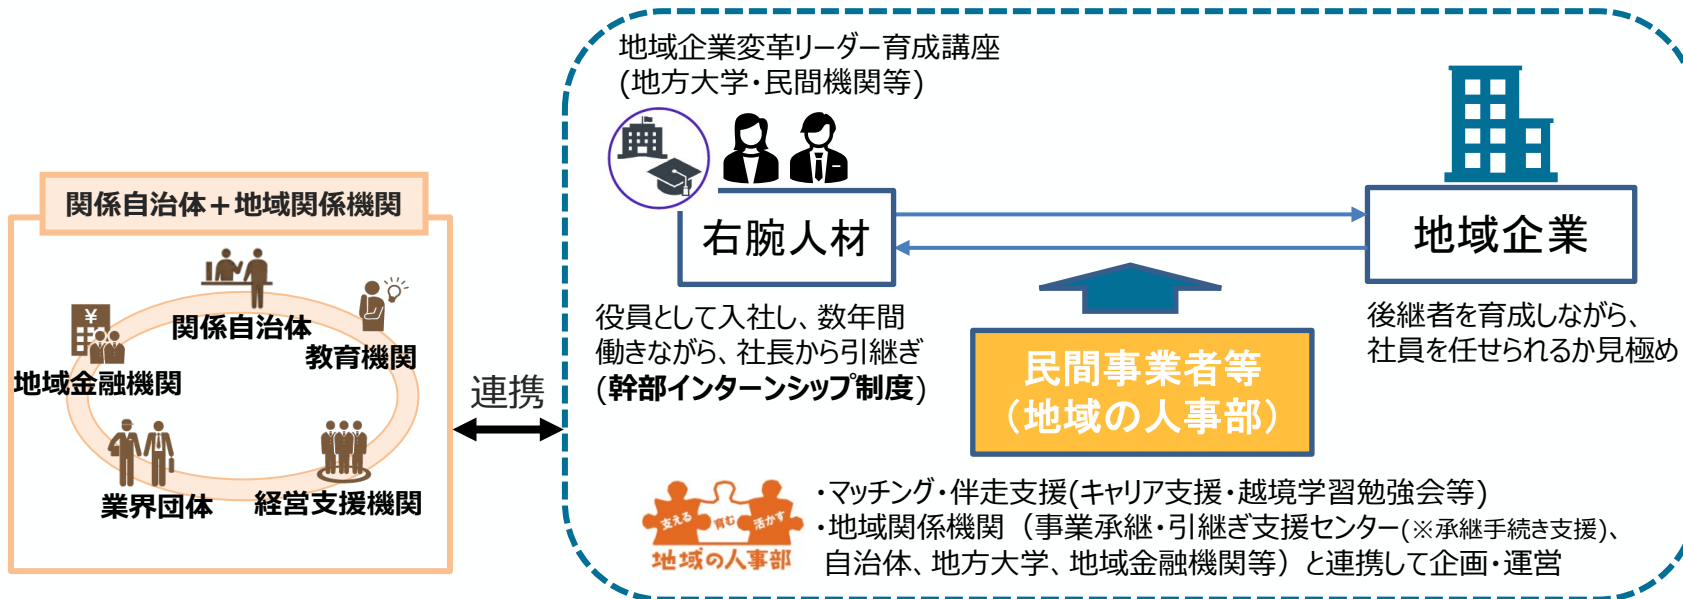 関係自治体+地域関係機関
関係自治体
教育機関
地域金融機関
業界団体
経営支援機関
¥
連携
地域企業変革リーダー育成講座
(地方大学・民間機関等)
右腕人材
役員として入社し、数年間
働きながら、社長から引継ぎ
(幹部インターンシップ制度)
地域企業
後継者を育成しながら、
社員を任せられるか見極め
民間事業者等
(地域の人事部)
支える
育む
活かす
地域の人事部
・マッチング・伴走支援(キャリア支援・越境学習勉強会等)
・地域関係機関(事業承継・引継ぎ支援センター(※承継手続き支援)、
自治体、地方大学、地域金融機関等)と連携して企画・運営